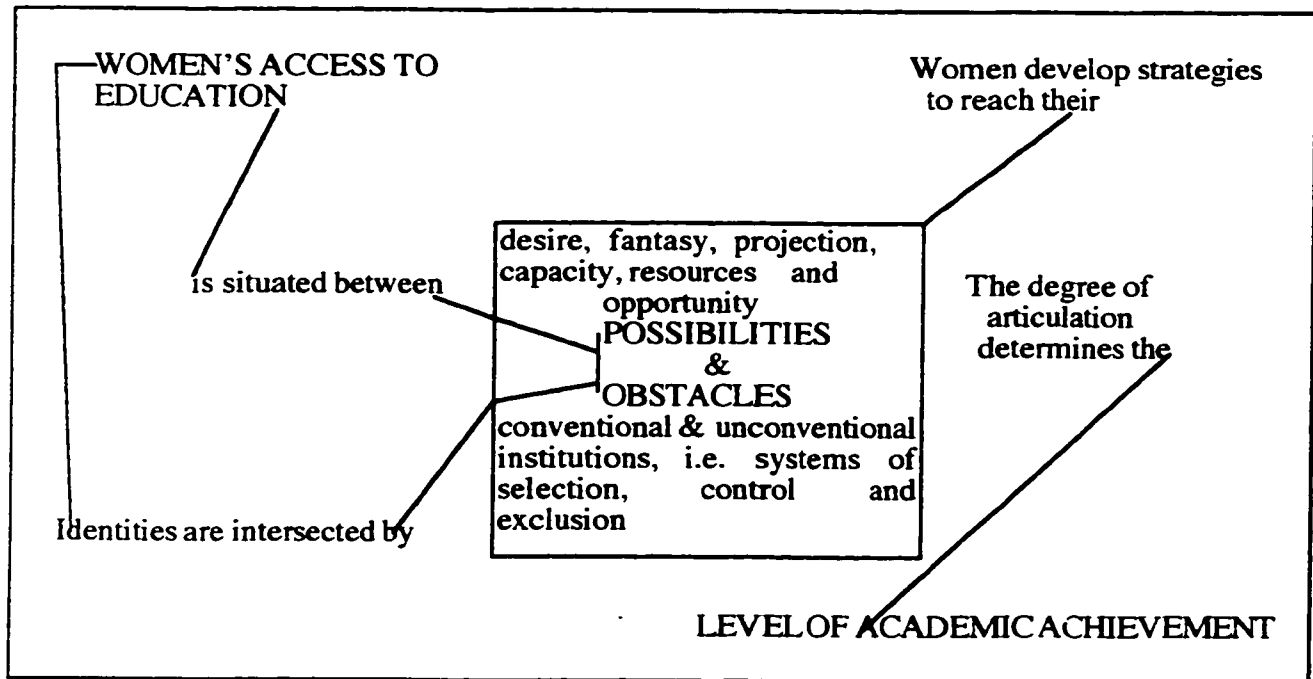 WOMEN'S ACCESS TO
EDUCATION
Women develop strategies
to reach their
is situated between
desire, fantasy, projection,
capacity, resources and
opportunity
POSSIBILITIES
&
OBSTACLES
conventional & unconventional
institutions, i.e. systems of
selection, control and
exclusion
The degree of
articulation
determines the
Identities are intersected by
LEVEL OF ACADEMIC ACHIEVEMENT